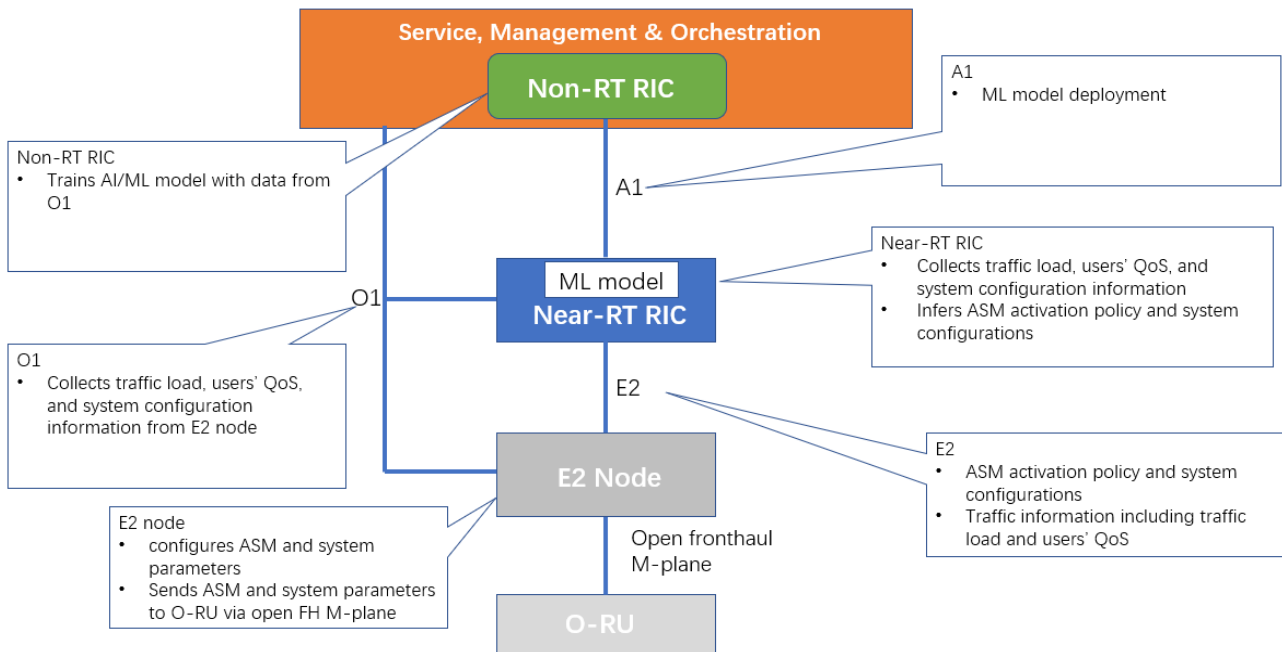 Service, Management & Orchestration
Non-RT RIC
A1
• ML model deployment
Non-RT RIC
• Trains AI/ML model with data from
O1
A1
Near-RT RIC
• Collects traffic load, users' QoS, and
system configuration information
• Infers ASM activation policy and system
configurations
ML model
Near-RT RIC
O1
O1
• Collects traffic load, users' QoS,
and system configuration
information from E2 node
E2
E2
• ASM activation policy and system
configurations
• Traffic information including traffic
load and users' QoS
E2 Node
E2 node
• configures ASM and system
parameters
• Sends ASM and system parameters
to O-RU via open FH M-plane
Open fronthaul
M-plane
O-RU